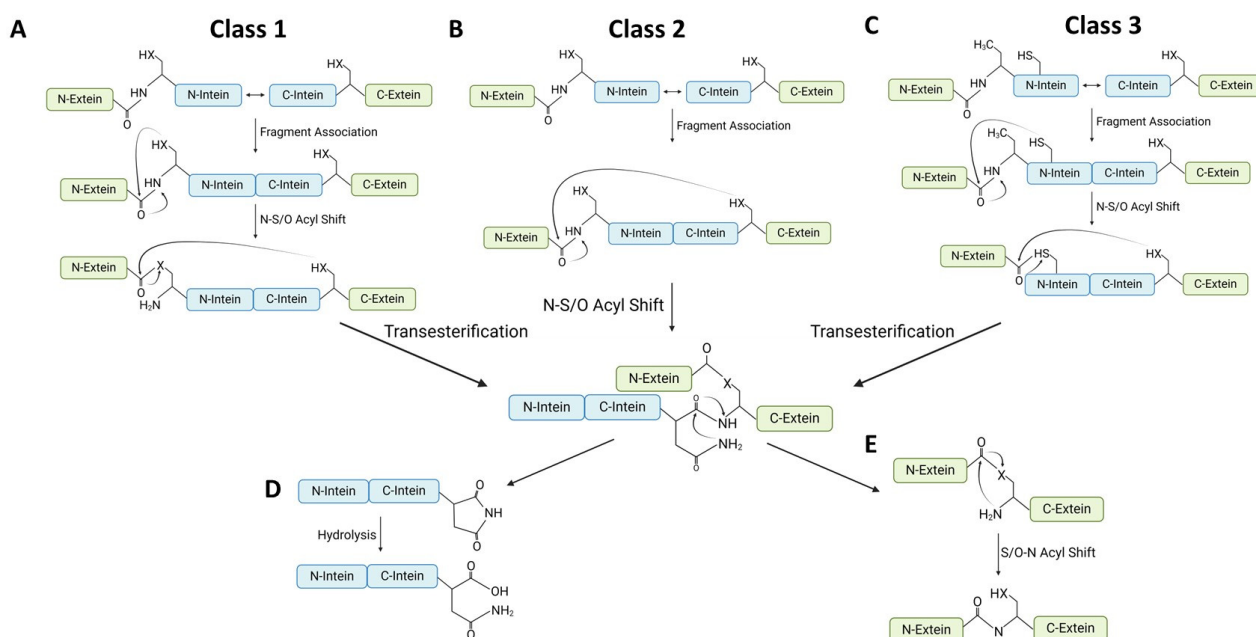 A
Class 1
B
Class 2
C
Class 3
HX
HN
O
N-Extein
N-Intein
C-Intein
HX
C-Extein
Fragment Association
HX
HN
O
N-Extein
N-Intein
C-Intein
HX
C-Extein
N-S/O Acyl Shift
N-Extein
X
O
H₂N
N-Intein
C-Intein
HX
C-Extein
Transesterification
HX
HN
O
N-Extein
N-Intein
C-Intein
HX
C-Extein
Fragment Association
HX
HN
O
N-Extein
N-Intein
C-Intein
HX
C-Extein
N-S/O Acyl Shift
H₃C
HS
HN
O
N-Extein
N-Intein
C-Intein
HX
C-Extein
Fragment Association
H₃C
HS
HN
O
N-Extein
N-Intein
C-Intein
HX
C-Extein
N-S/O Acyl Shift
N-Extein
O
HS
N-Intein
C-Intein
HX
C-Extein
Transesterification
O
N-Extein
X
N-Intein
C-Intein
O
NH
C-Extein
NH₂
O
D
N-Intein
C-Intein
O
NH
O
Hydrolysis
N-Intein
C-Intein
O
OH
NH₂
O
E
O
N-Extein
X
H₂N
C-Extein
S/O-N Acyl Shift
HX
O
N-Extein
N
C-Extein